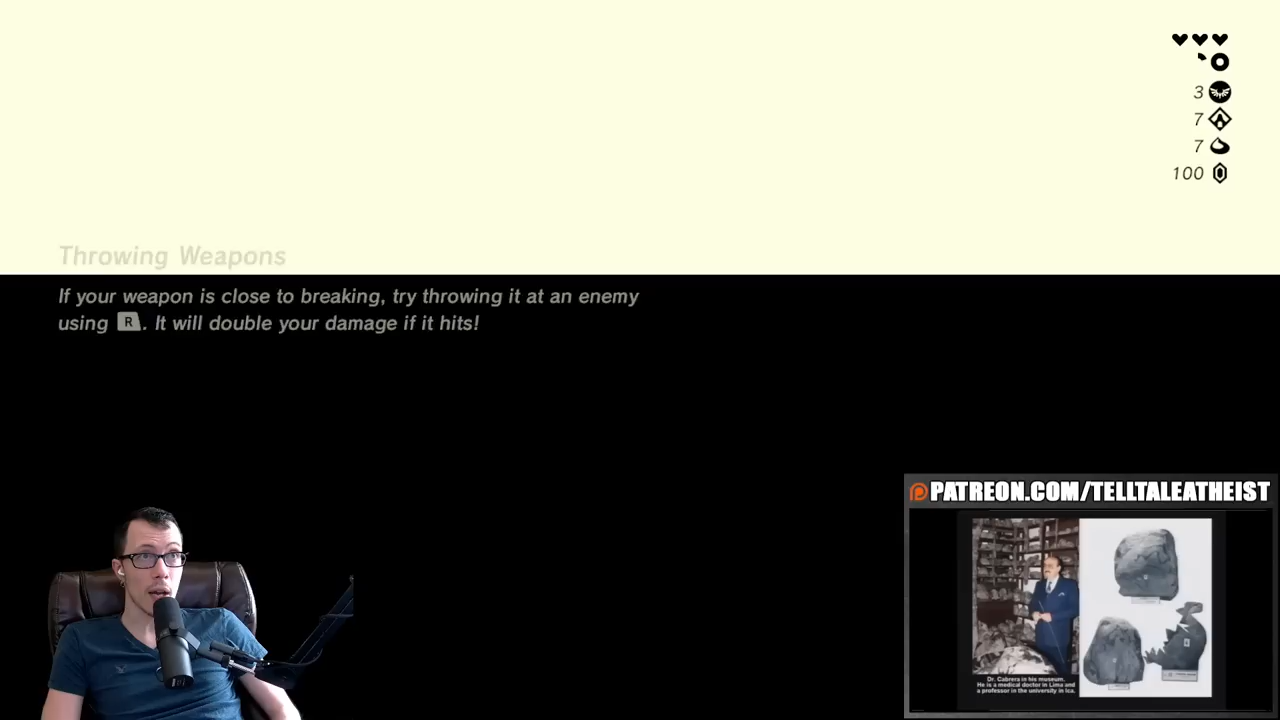 3
7
7
100
Throwing Weapons
If your weapon is close to breaking, try throwing it at an enemy
using R. It will double your damage if it hits!
PATREON.COM/TELLTALEATHEIST
Dr. Cabrera in his museum.
He is a medical doctor in Lima and
a professor in the university in Ica.